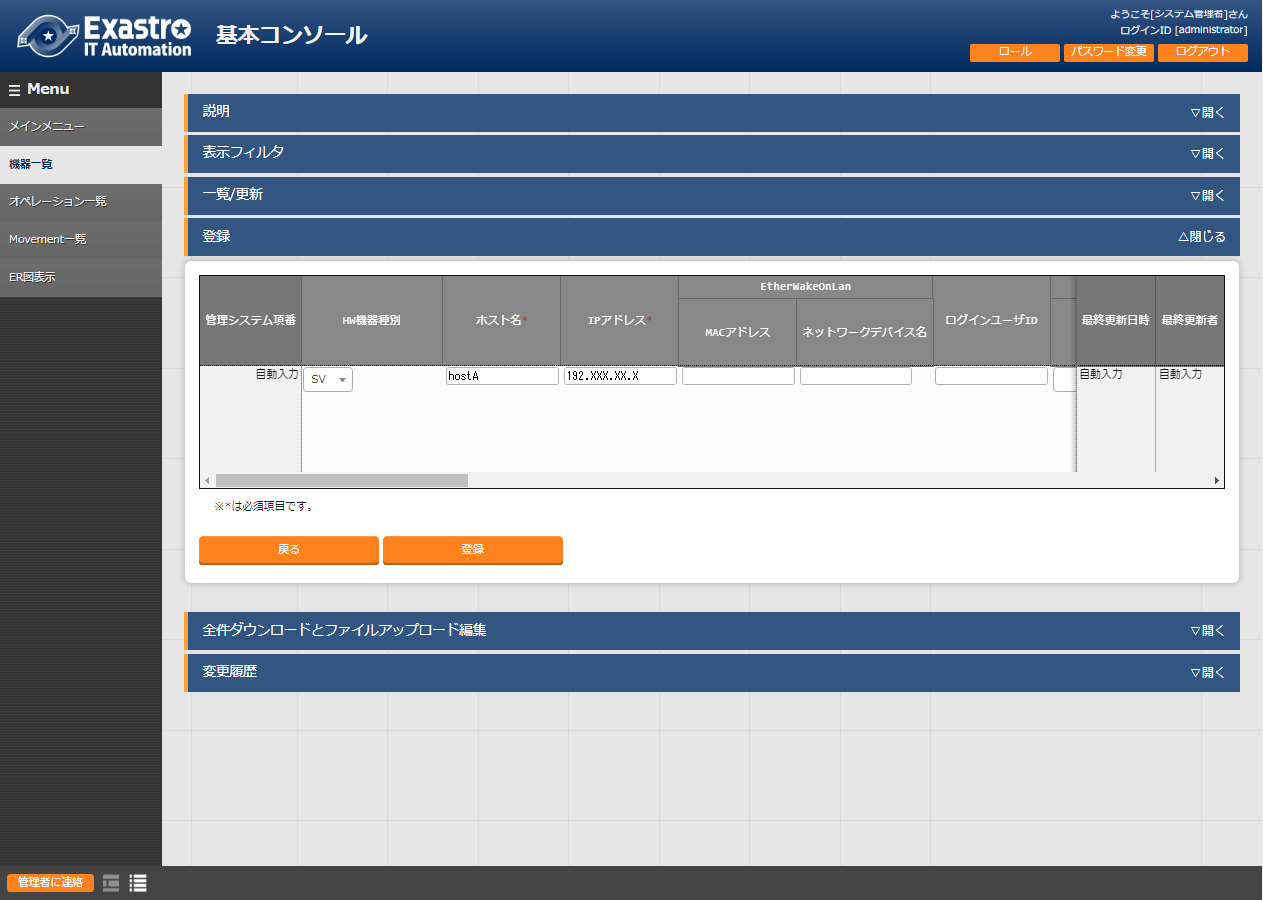 Exastro
IT Automation
基本コンソール
ようこそ[システム管理者]さん
ログインID [administrator]
ロール
パスワード変更
ログアウト
Menu
メインメニュー
機器一覧
オペレーション一覧
Movement一覧
ER図表示
説明
▽開く
表示フィルタ
▽開く
一覧/更新
▽開く
登録
△閉じる
管理システム項番
HW機器種別
ホスト名*
IPアドレス*
EtherWakeOnLan
MACアドレス
ネットワークデバイス名
ログインユーザID
最終更新日時
最終更新者
自動入力
SV
hostA
192.XXX.XX.X
自動入力
自動入力
※*は必須項目です。
戻る
登録
全件ダウンロードとファイルアップロード編集
▽開く
変更履歴
▽開く
管理者に連絡